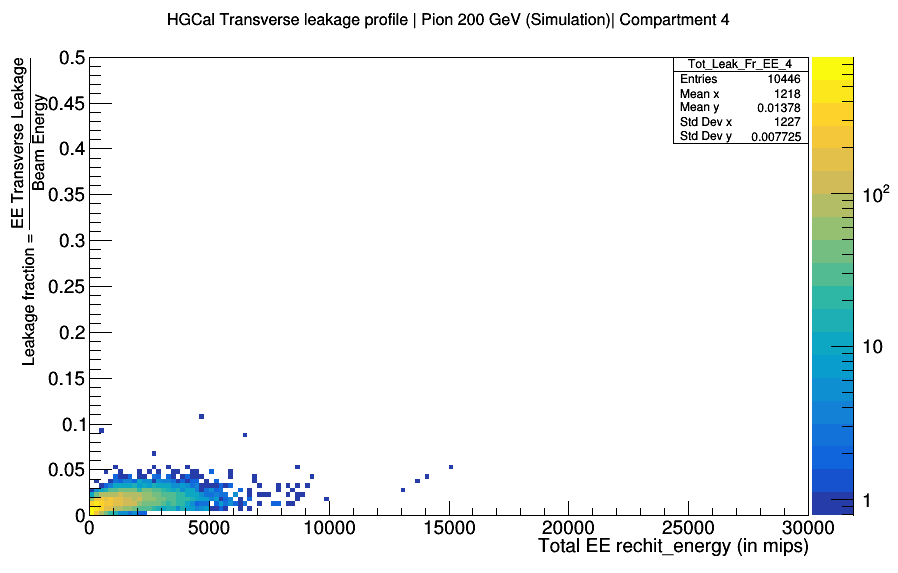 HGCal Transverse leakage profile | Pion 200 GeV (Simulation)| Compartment 4
Leakage fraction = EE Transverse Leakage
Beam Energy
0.5
0.45
0.4
0.35
0.3
0.25
0.2
0.15
0.1
0.05
0
Tot_Leak_Fr_EE_4
Entries 10446
Mean x 1218
Mean y 0.01378
Std Dev x 1227
Std Dev y 0.007725
10²
10
1
0 5000 10000 15000 20000 25000 30000
Total EE rechit_energy (in mips)